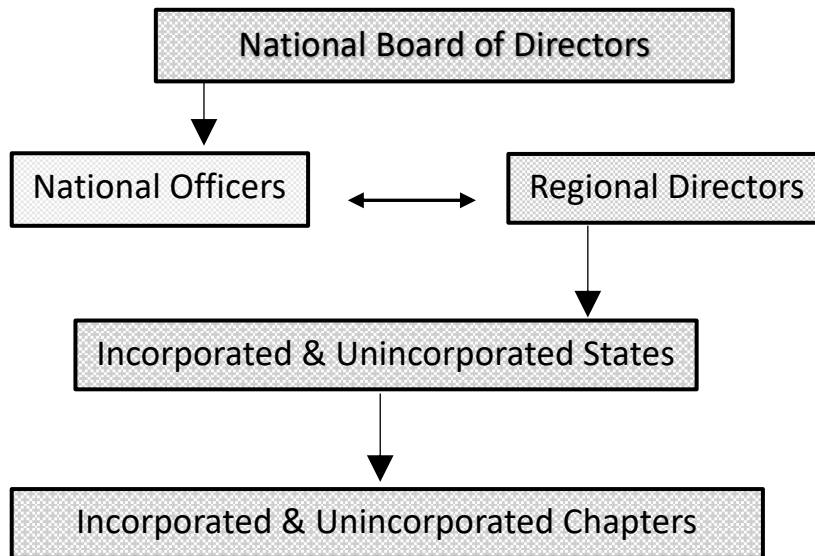 National Board of Directors
National Officers
Regional Directors
Incorporated & Unincorporated States
Incorporated & Unincorporated Chapters